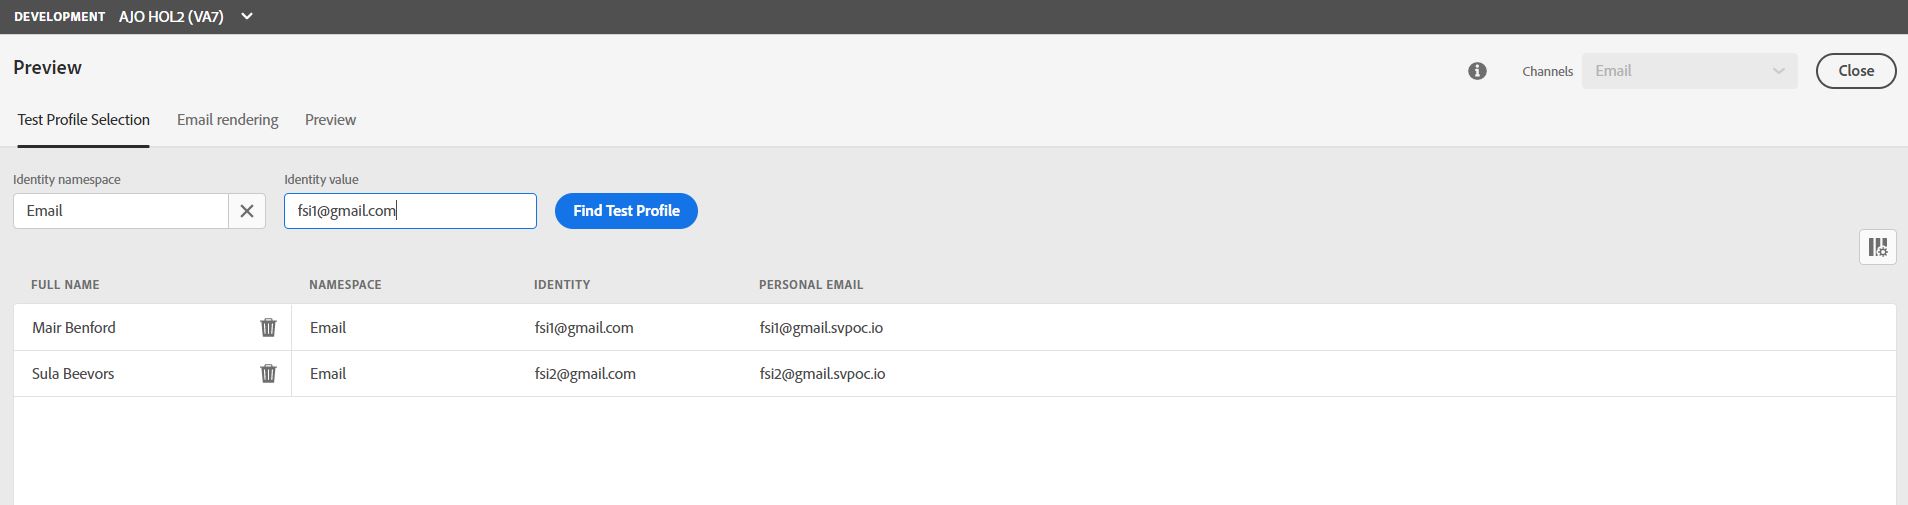 DEVELOPMENT AJO HOL2 (VA7)
Preview
Channels Email Close
Test Profile Selection Email rendering Preview
Identity namespace Identity value
Email fsi1@gmail.com Find Test Profile
FULL NAME NAMESPACE IDENTITY PERSONAL EMAIL
Mair Benford Email fsi1@gmail.com fsi1@gmail.svpoc.io
Sula Beevors Email fsi2@gmail.com fsi2@gmail.svpoc.io